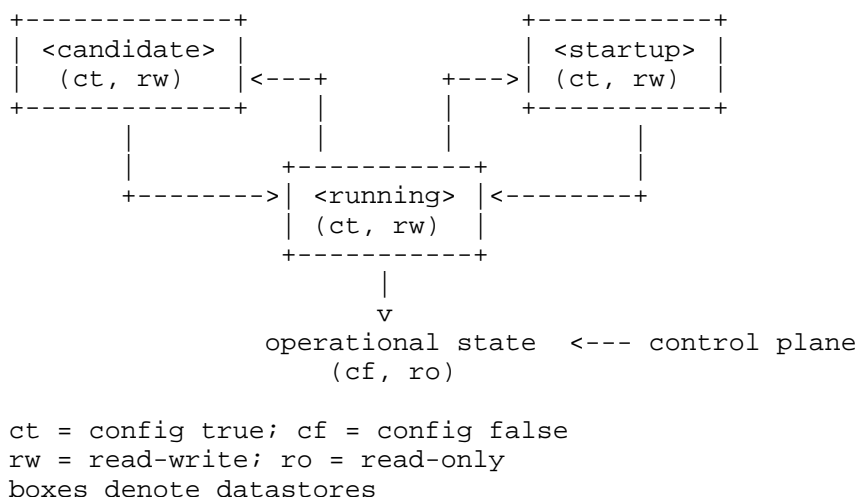 +-------------+                 +-----------+
| <candidate> |                 | <startup> |
|  (ct, rw)   |<---+       +--->| (ct, rw)  |
+-------------+    |       |    +-----------+
       |           |       |           |
       |         +-----------+         |
       +-------->| <running> |<--------+
                 | (ct, rw)  |
                 +-----------+
                       |
                       v
                operational state  <--- control plane
                    (cf, ro)
ct = config true; cf = config false
rw = read-write; ro = read-only
boxes denote datastores